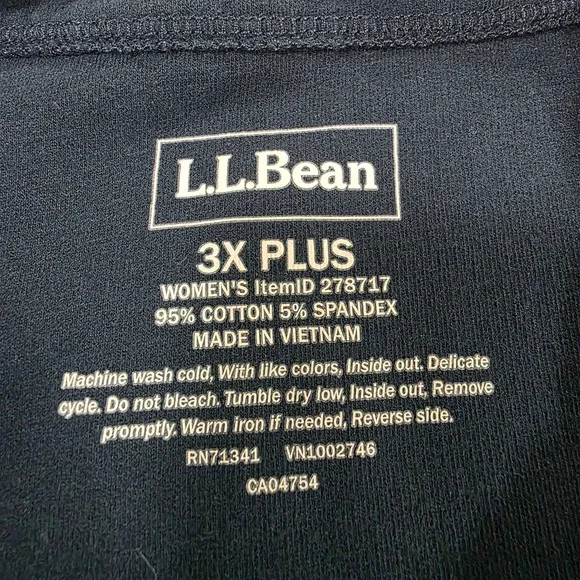 L.L.Bean
3X PLUS
WOMEN'S ItemID 278717
95% COTTON 5% SPANDEX
MADE IN VIETNAM
Machine wash cold, With like colors, Inside out. Delicate
cycle. Do not bleach. Tumble dry low, Inside out, Remove
promptly. Warm iron if needed, Reverse side.
RN71341 VN1002746
CA04754